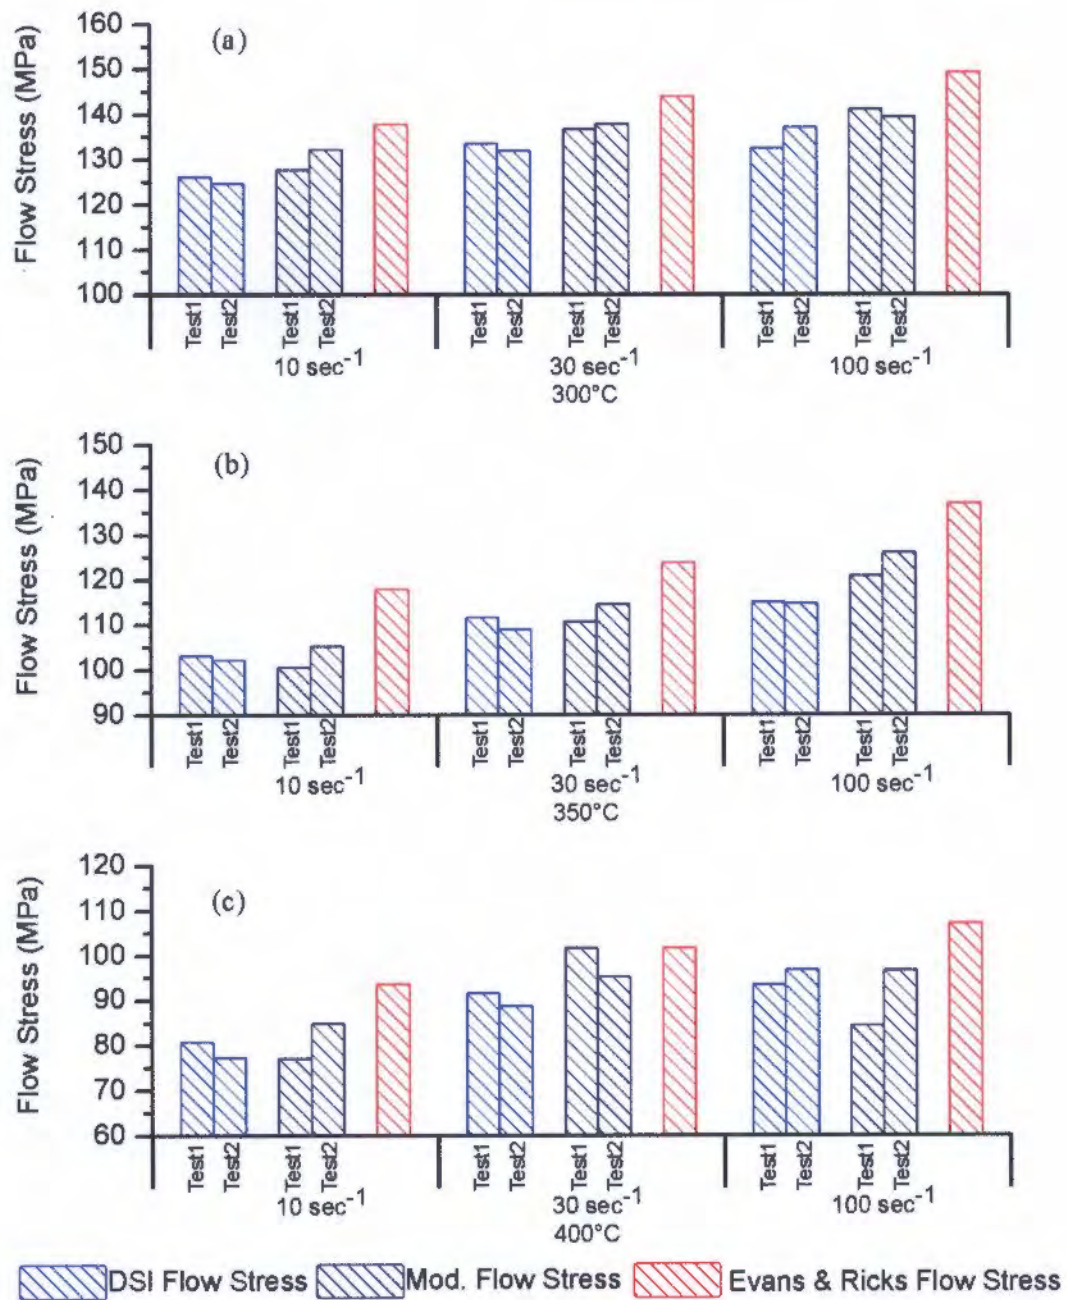 160
(a)
150
140
130
120
110
100
Flow Stress (MPa)
Test1 Test2 Test1 Test2 Test1 Test2 Test1 Test2 Test1 Test2 Test1 Test2
10 sec⁻¹ 30 sec⁻¹ 100 sec⁻¹
300°C
150
(b)
140
130
120
110
100
90
Flow Stress (MPa)
Test1 Test2 Test1 Test2 Test1 Test2 Test1 Test2 Test1 Test2 Test1 Test2
10 sec⁻¹ 30 sec⁻¹ 100 sec⁻¹
350°C
120
(c)
110
100
90
80
70
60
Flow Stress (MPa)
Test1 Test2 Test1 Test2 Test1 Test2 Test1 Test2 Test1 Test2 Test1 Test2
10 sec⁻¹ 30 sec⁻¹ 100 sec⁻¹
400°C
DSI Flow Stress Mod. Flow Stress Evans & Ricks Flow Stress